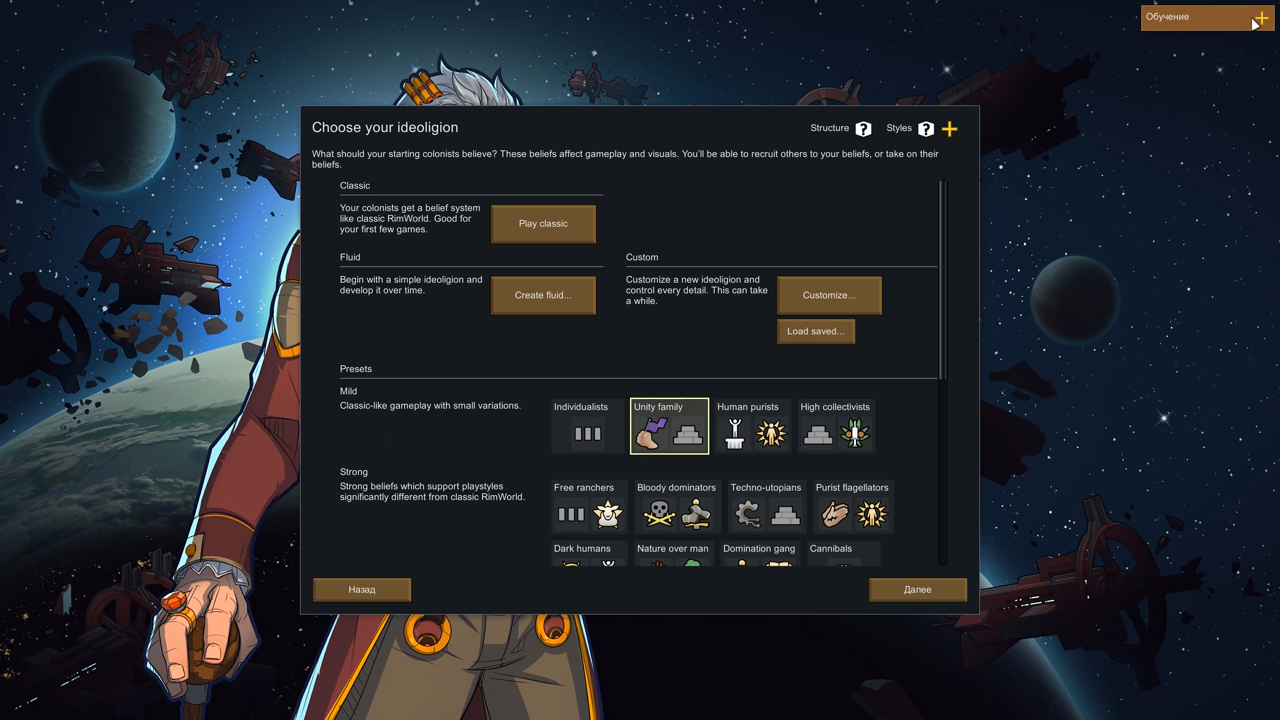 Обучение
Choose your ideoligion
Structure
Styles
What should your starting colonists believe? These beliefs affect gameplay and visuals. You'll be able to recruit others to your beliefs, or take on their
beliefs.
Classic
Your colonists get a belief system
like classic RimWorld. Good for
your first few games.
Play classic
Fluid
Begin with a simple ideoligion and
develop it over time.
Create fluid...
Custom
Customize a new ideoligion and
control every detail. This can take
a while.
Customize...
Load saved...
Presets
Mild
Classic-like gameplay with small variations.
Individualists
Unity family
Human purists
High collectivists
Strong
Strong beliefs which support playstyles
significantly different from classic RimWorld.
Free ranchers
Bloody dominators
Techno-utopians
Purist flagellators
Dark humans
Nature over man
Domination gang
Cannibals
Назад
Далее